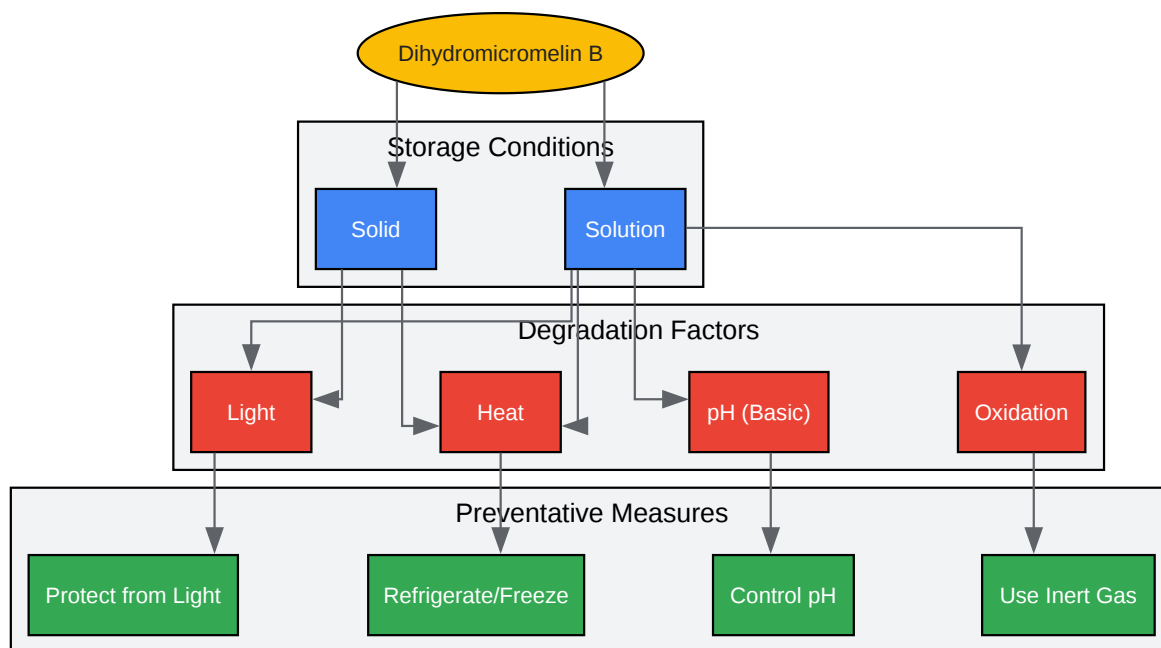 Dihydromicromelin B
Storage Conditions
Solid
Solution
Degradation Factors
Light
Heat
pH (Basic)
Oxidation
Preventative Measures
Protect from Light
Refrigerate/Freeze
Control pH
Use Inert Gas